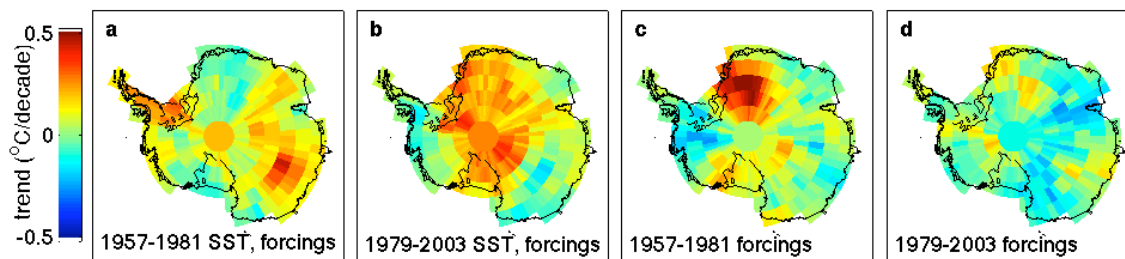 trend (°C/decade)
0.5
0
-0.5
a
1957-1981 SST, forcings
b
1979-2003 SST, forcings
c
1957-1981 forcings
d
1979-2003 forcings